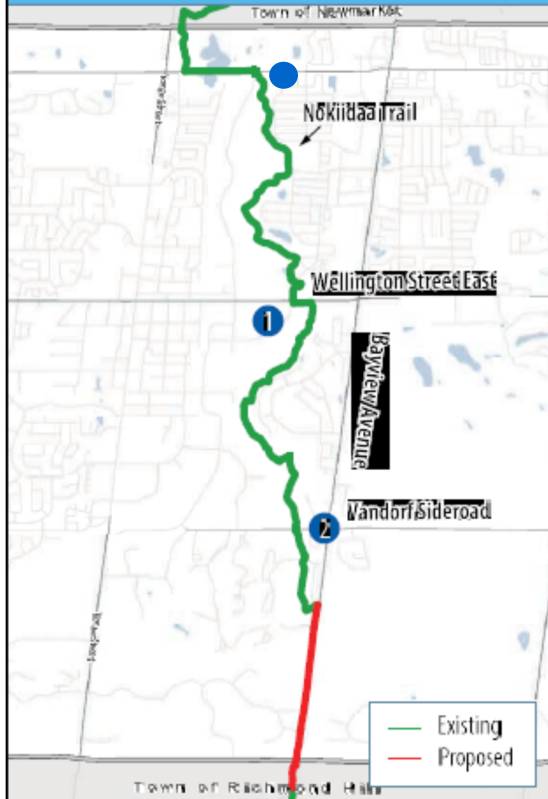 Town of Newmarket
Nokiidaa Trail
Wellington Street East
1
Bayview Avenue
2
Vandorf Sideroad
Existing
Proposed
Town of Richmond Hill